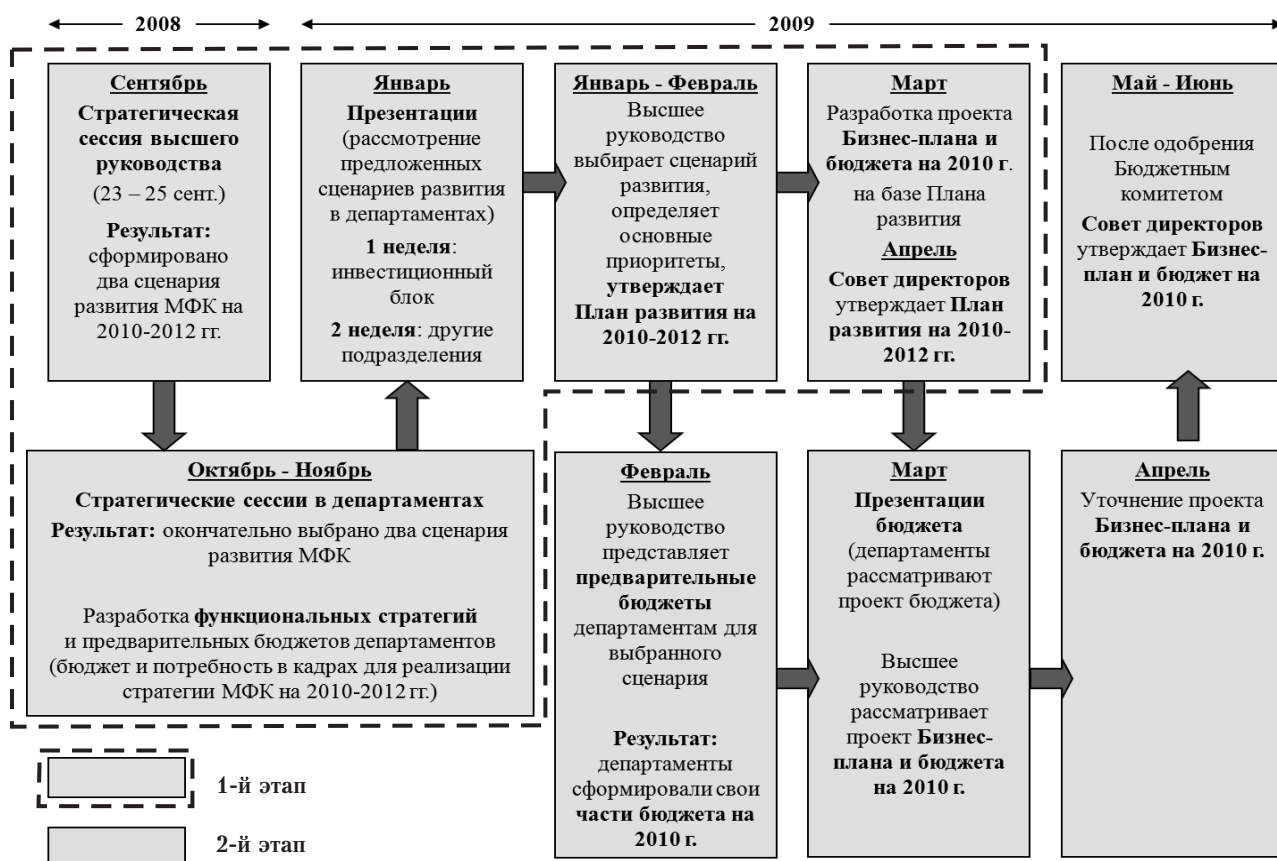 2008
2009
Сентябрь
Стратегическая
сессия высшего
руководства
(23 – 25 сент.)
Результат:
сформировано
два сценария
развития МФК на
2010-2012 гг.
Январь
Презентации
(рассмотрение
предложенных
сценариев развития
в департаментах)
1 неделя:
инвестиционный
блок
2 неделя: другие
подразделения
Январь - Февраль
Высшее
руководство
выбирает сценарий
развития,
определяет
основные
приоритеты,
утверждает
План развития на
2010-2012 гг.
Март
Разработка проекта
Бизнес-плана и
бюджета на 2010 г.
на базе Плана
развития
Апрель
Совет директоров
утверждает План
развития на 2010-
2012 гг.
Май - Июнь
После одобрения
Бюджетным
комитетом
Совет директоров
утверждает Бизнес-
план и бюджет на
2010 г.
Октябрь - Ноябрь
Стратегические сессии в департаментах
Результат: окончательно выбрано два сценария
развития МФК
Разработка функциональных стратегий
и предварительных бюджетов департаментов
(бюджет и потребность в кадрах для реализации
стратегии МФК на 2010-2012 гг.)
Февраль
Высшее
руководство
представляет
предварительные
бюджеты
департаментам для
выбранного
сценария
Результат:
департаменты
сформировали свои
части бюджета на
2010 г.
Март
Презентации
бюджета
(департаменты
рассматривают
проект бюджета)
Высшее
руководство
рассматривает
проект Бизнес-
плана и бюджета
на 2010 г.
Апрель
Уточнение проекта
Бизнес-плана и
бюджета на 2010 г.
1-й этап
2-й этап